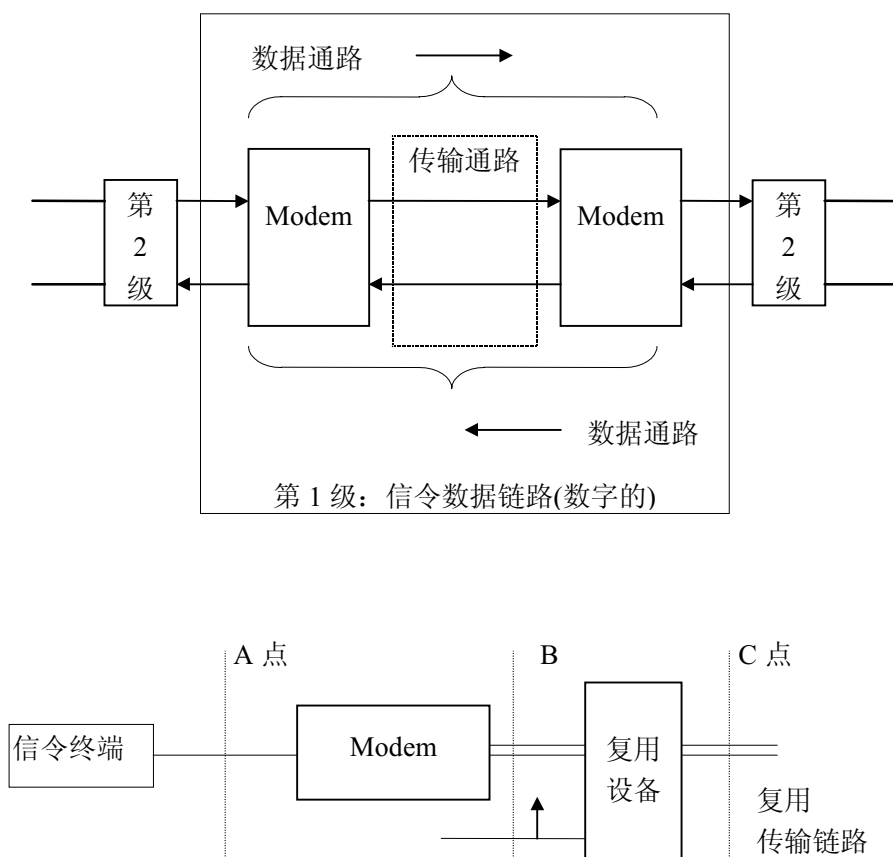 数据通路
传输通路
第
2
级
Modem
Modem
第
2
级
数据通路
第 1 级：信令数据链路(数字的)
A 点
B
C 点
信令终端
Modem
复用
设备
复用
传输链路